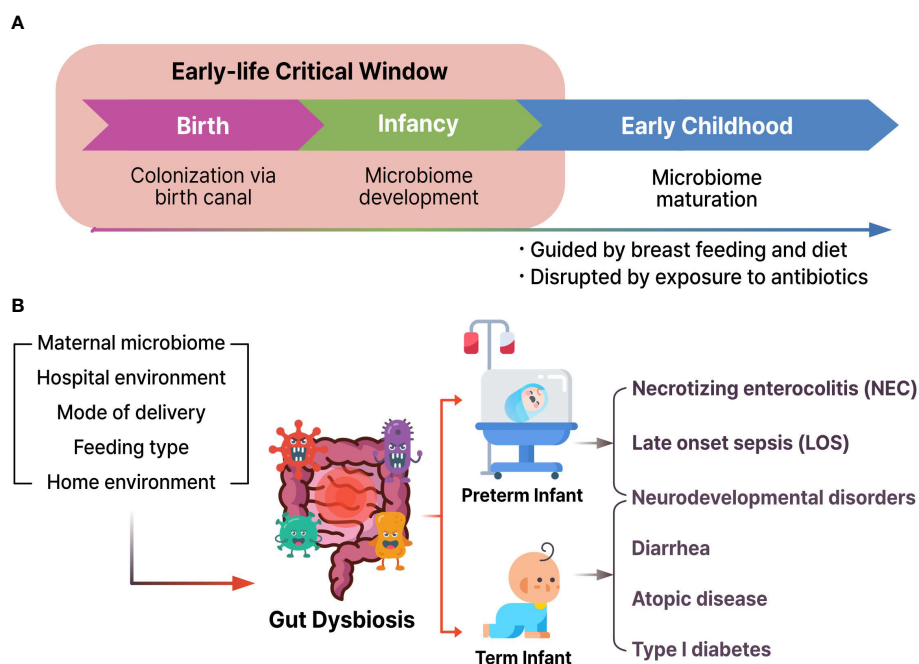 A
Early-life Critical Window
Birth
Infancy
Early Childhood
Colonization via
birth canal
Microbiome
development
Microbiome
maturation
· Guided by breast feeding and diet
· Disrupted by exposure to antibiotics
B
Maternal microbiome
Hospital environment
Mode of delivery
Feeding type
Home environment
Gut Dysbiosis
Preterm Infant
Term Infant
Necrotizing enterocolitis (NEC)
Late onset sepsis (LOS)
Neurodevelopmental disorders
Diarrhea
Atopic disease
Type I diabetes